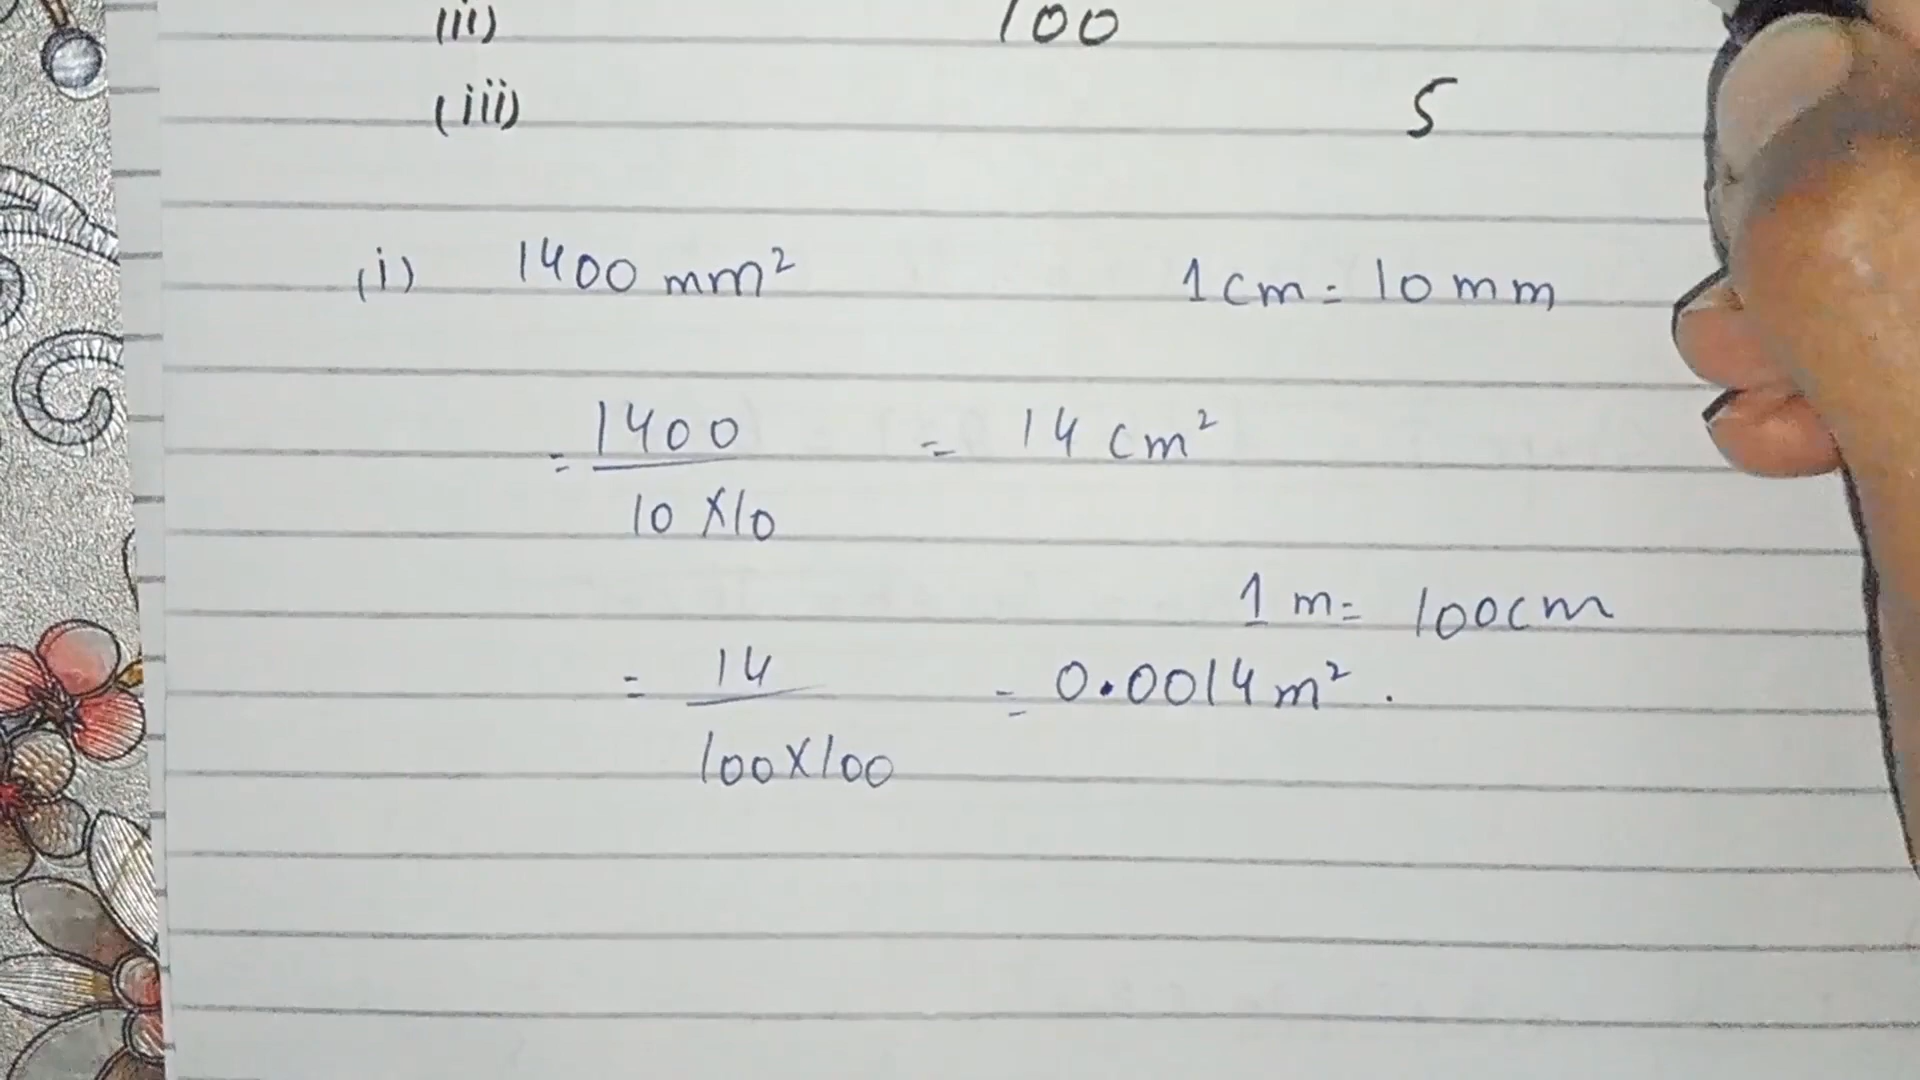 (ii) 100
(iii) 5
(i) 1400 mm² 1 cm = 10 mm
= 1400 / 10 × 10 = 14 cm²
1 m = 100 cm
= 14 / 100 × 100 = 0.0014 m².